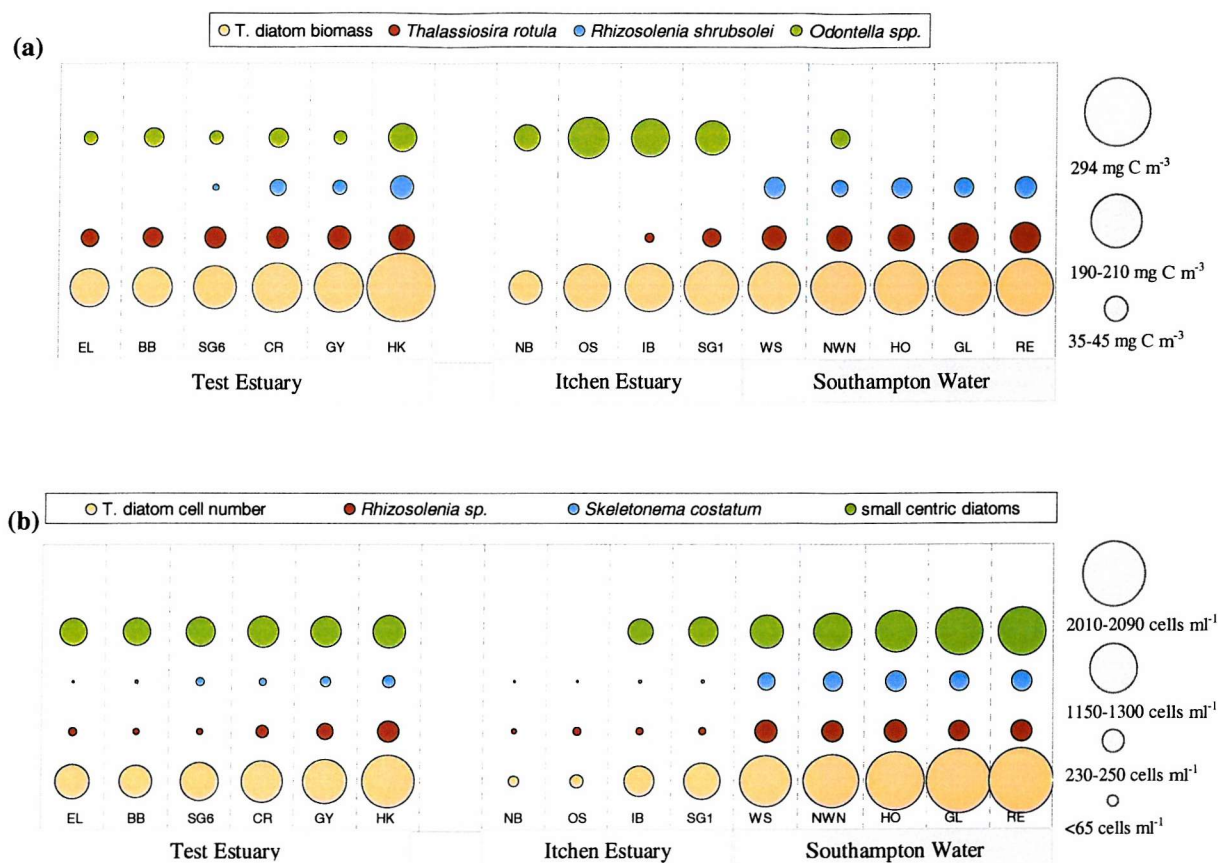 (a)
T. diatom biomass Thalassiosira rotula Rhizosolenia shrubsolei Odontella spp.
294 mg C m-3
190-210 mg C m-3
35-45 mg C m-3
EL BB SG6 CR GY HK NB OS IB SG1 WS NWN HO GL RE
Test Estuary Itchen Estuary Southampton Water
(b)
T. diatom cell number Rhizosolenia sp. Skeletonema costatum small centric diatoms
2010-2090 cells ml-1
1150-1300 cells ml-1
230-250 cells ml-1
<65 cells ml-1
EL BB SG6 CR GY HK NB OS IB SG1 WS NWN HO GL RE
Test Estuary Itchen Estuary Southampton Water